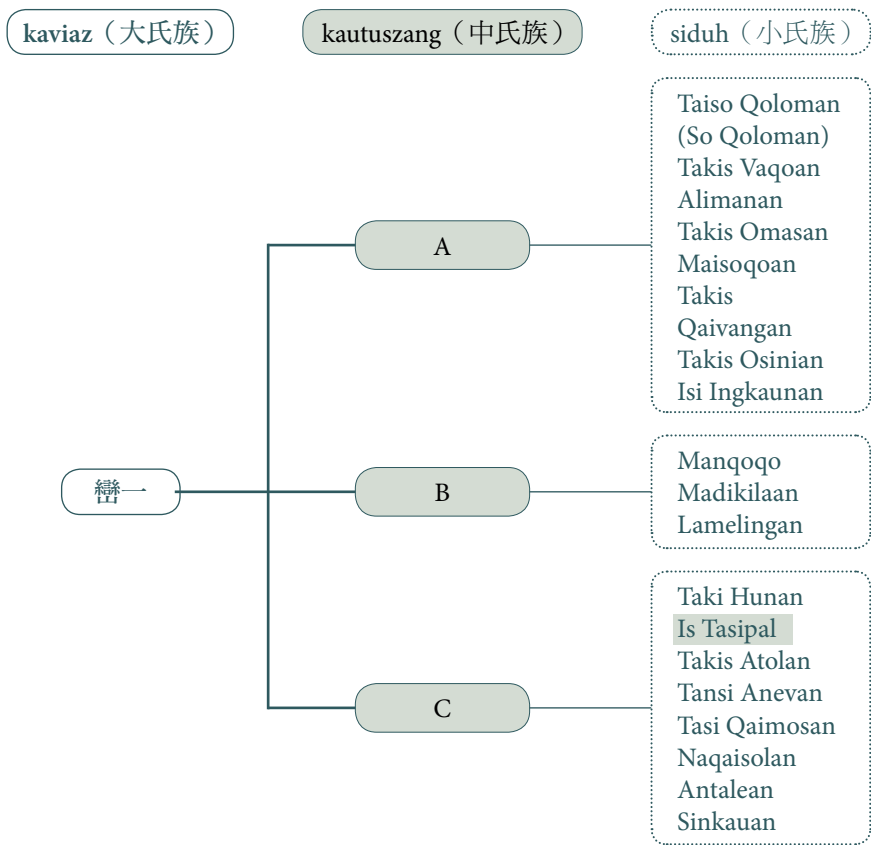 kaviaz（大氏族）
kautuszang（中氏族）
siduh（小氏族）
巒一
A
Taiso Qoloman
(So Qoloman)
Takis Vaqoan
Alimanan
Takis Omasan
Maisoqoan
Takis
Qaivangan
Takis Osinian
Isi Ingkaunan
B
Manqoqo
Madikilaan
Lamelingan
C
Taki Hunan
Is Tasipal
Takis Atolan
Tansi Anevan
Tasi Qaimosan
Naqaisolan
Antalean
Sinkauan